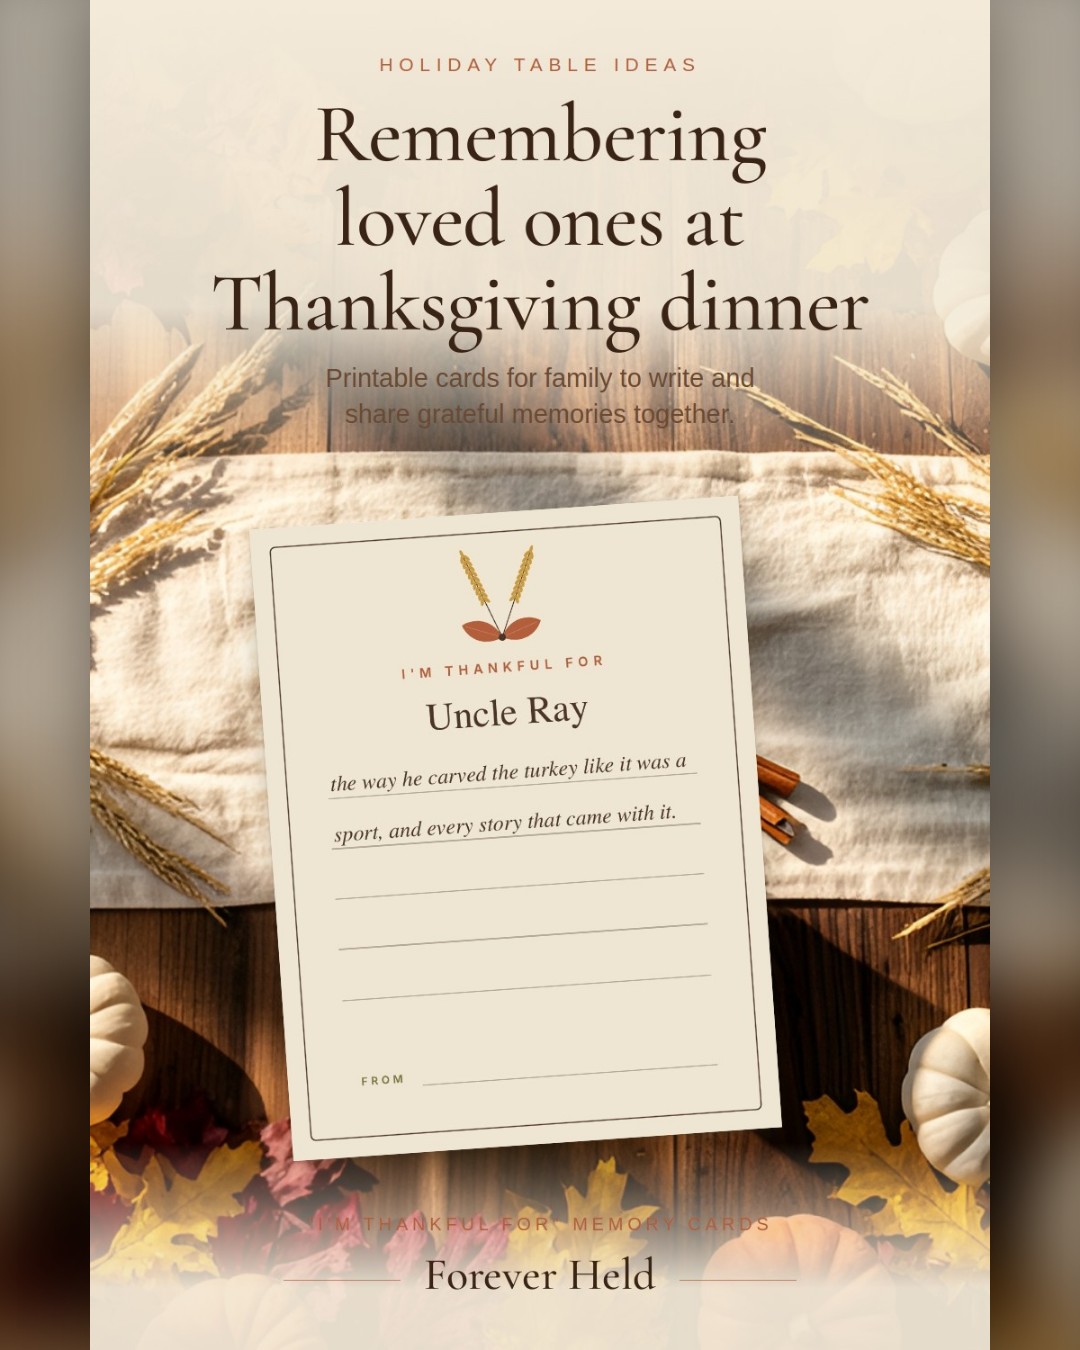 HOLIDAY TABLE IDEAS
Remembering
loved ones at
Thanksgiving dinner
Printable cards for family to write and
share grateful memories together.
I'M THANKFUL FOR
Uncle Ray
the way he carved the turkey like it was a
sport, and every story that came with it.
FROM
I'M THANKFUL FOR MEMORY CARDS
Forever Held